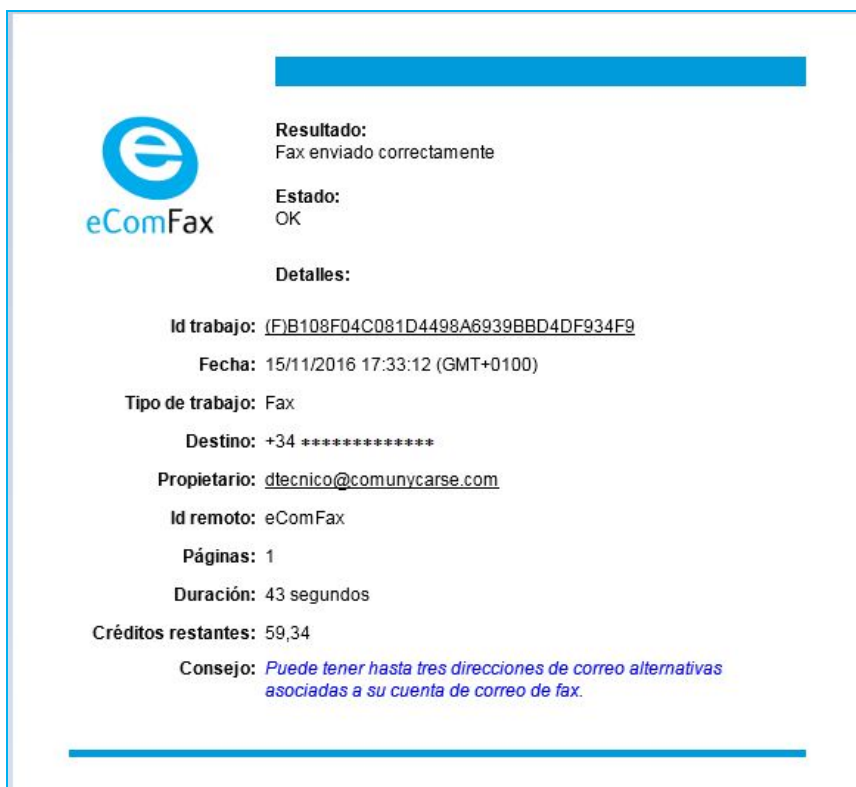 eComFax
Resultado:
Fax enviado correctamente
Estado:
OK
Detalles:
Id trabajo: (F)B108F04C081D4498A6939BBD4DF934F9
Fecha: 15/11/2016 17:33:12 (GMT+0100)
Tipo de trabajo: Fax
Destino: +34 *************
Propietario: dtecnico@comunycarse.com
Id remoto: eComFax
Páginas: 1
Duración: 43 segundos
Créditos restantes: 59,34
Consejo: Puede tener hasta tres direcciones de correo alternativas
asociadas a su cuenta de correo de fax.